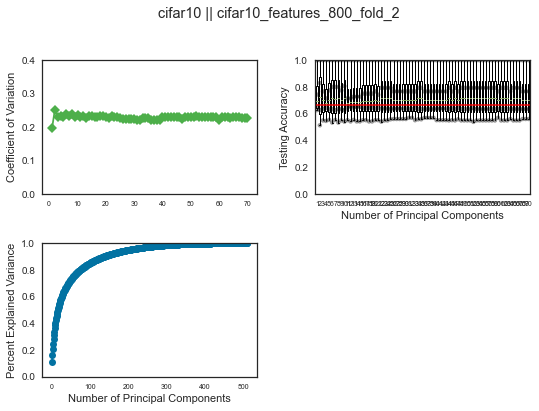 cifar10 || cifar10_features_800_fold_2
Coefficient of Variation
0.4
0.3
0.2
0.1
0.0
0 10 20 30 40 50 60 70
Testing Accuracy
1.0
0.8
0.6
0.4
0.2
0.0
Number of Principal Components
Percent Explained Variance
1.0
0.8
0.6
0.4
0.2
0.0
0 100 200 300 400 500
Number of Principal Components